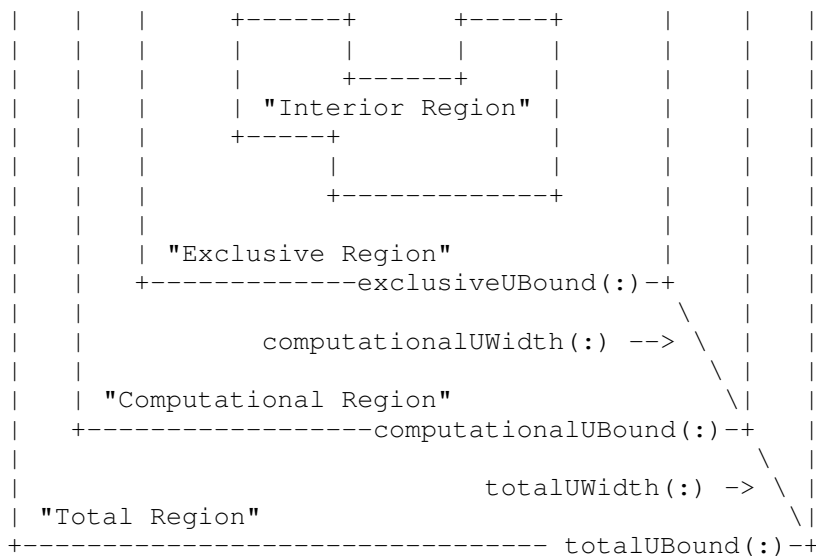 "Interior Region"
"Exclusive Region"
exclusiveUBound(:)
computationalUWidth(:) -->
"Computational Region"
computationalUBound(:)
totalUWidth(:) ->
"Total Region"
totalUBound(:)